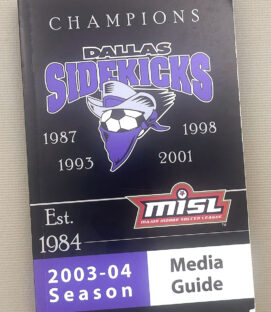 CHAMPIONS
DALLAS
SIDEKICKS
1987 1998
1993 2001
MISL
MAJOR INDOOR SOCCER LEAGUE
Est.
1984
2003-04 Media
Season Guide